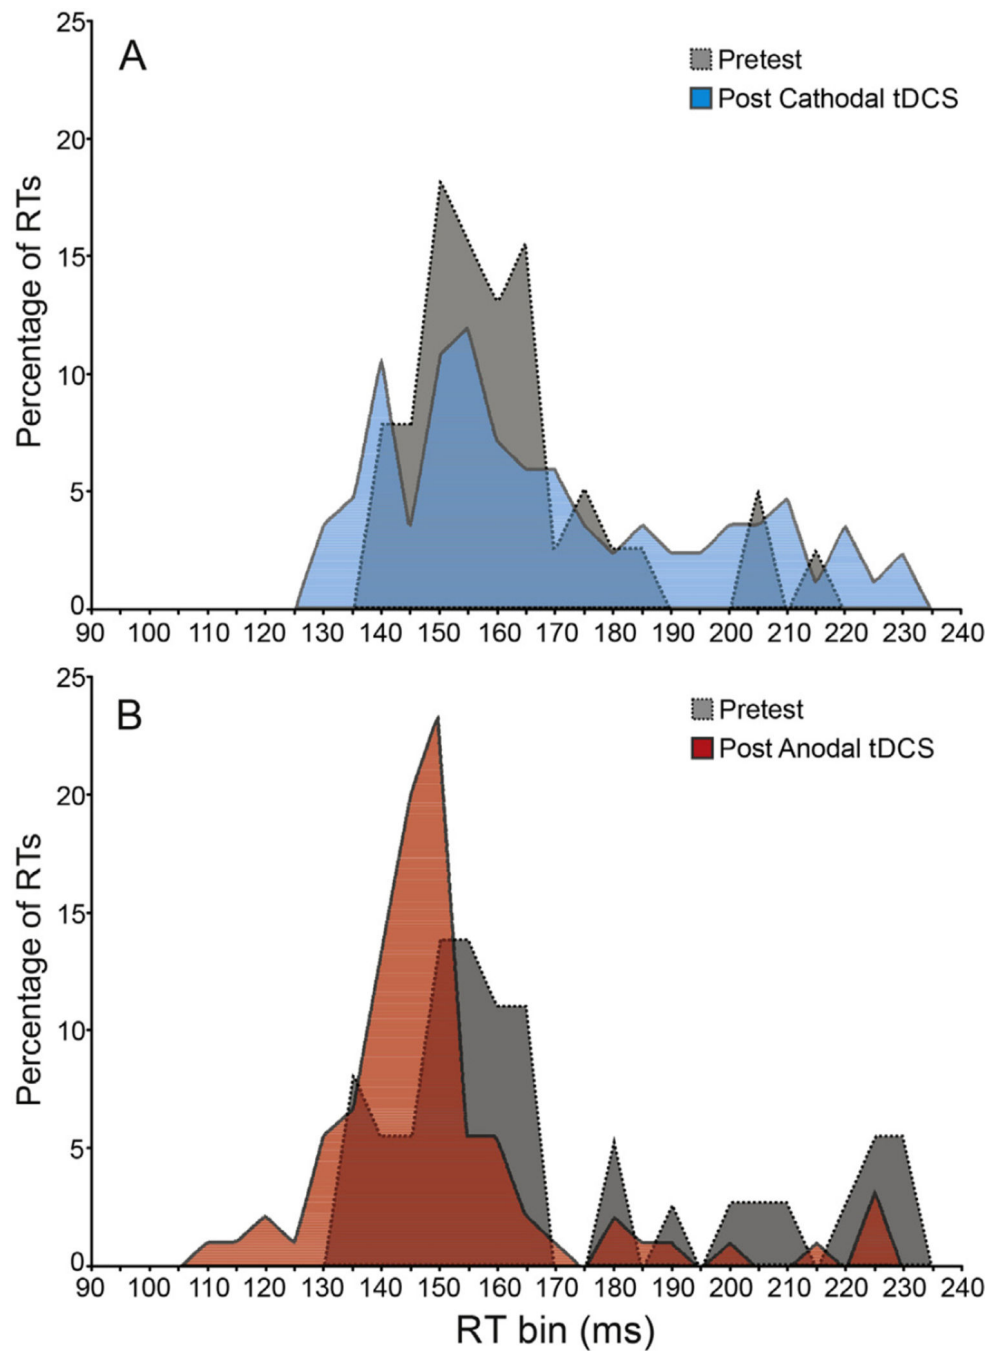 25
A
Pretest
Post Cathodal tDCS
20
15
10
5
0
Percentage of RTs
90 100 110 120 130 140 150 160 170 180 190 200 210 220 230 240
25
B
Pretest
Post Anodal tDCS
20
15
10
5
0
Percentage of RTs
90 100 110 120 130 140 150 160 170 180 190 200 210 220 230 240
RT bin (ms)